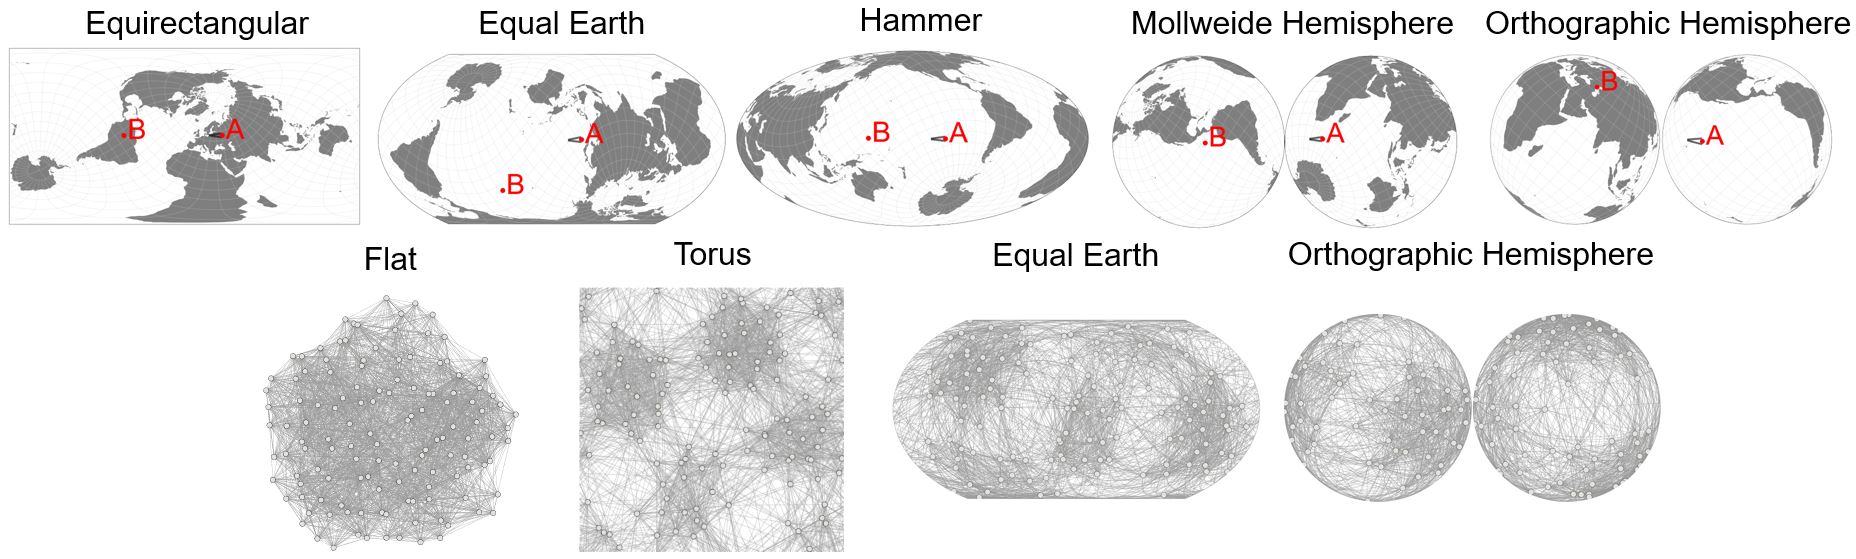 Equirectangular
Equal Earth
Hammer
Mollweide Hemisphere
Orthographic Hemisphere
B
A
A
B
B
A
B
A
B
A
Flat
Torus
Equal Earth
Orthographic Hemisphere